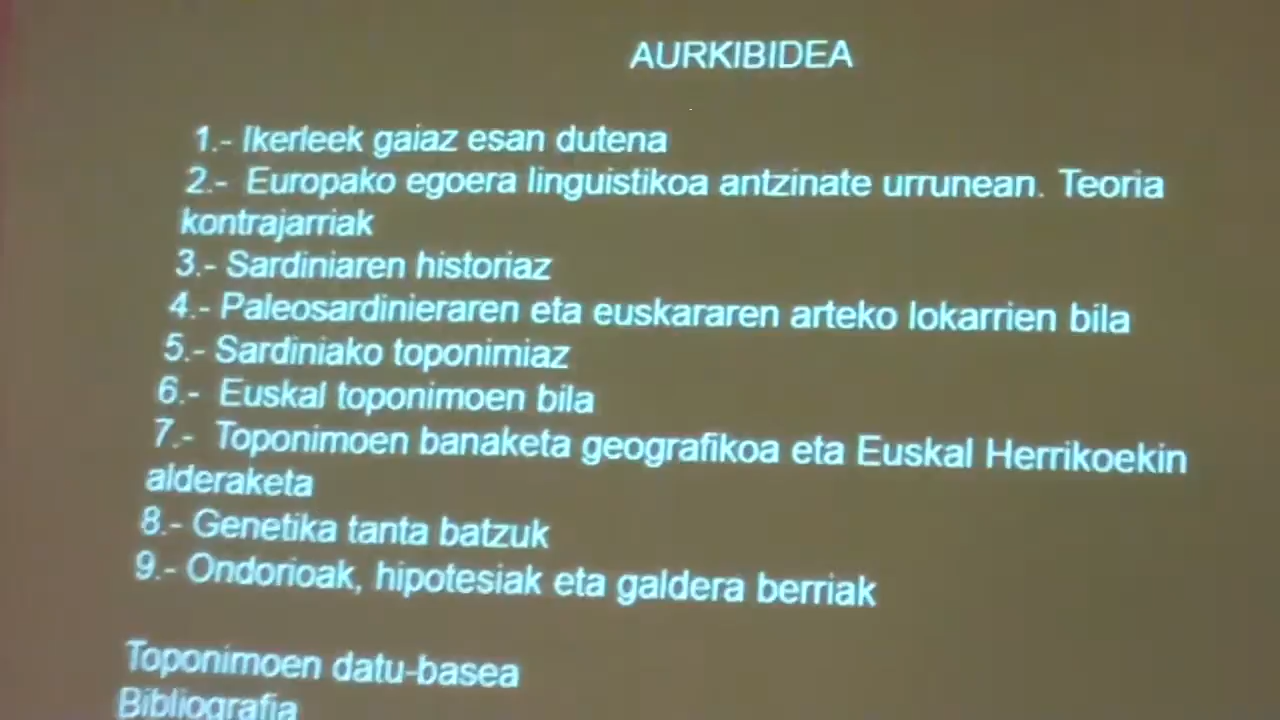 AURKIBIDEA
1.- Ikerleek gaiaz esan dutena
2.- Europako egoera linguistikoa antzinate urrunean. Teoria
kontrajarriak
3.- Sardiniaren historiaz
4.- Paleosardinieraren eta euskararen arteko lokarrien bila
5.- Sardiniako toponimiaz
6.- Euskal toponimoen bila
7.- Toponimoen banaketa geografikoa eta Euskal Herrikoekin
alderaketa
8.- Genetika tanta batzuk
9.- Ondorioak, hipotesiak eta galdera berriak
Toponimoen datu-basea
Bibliografia